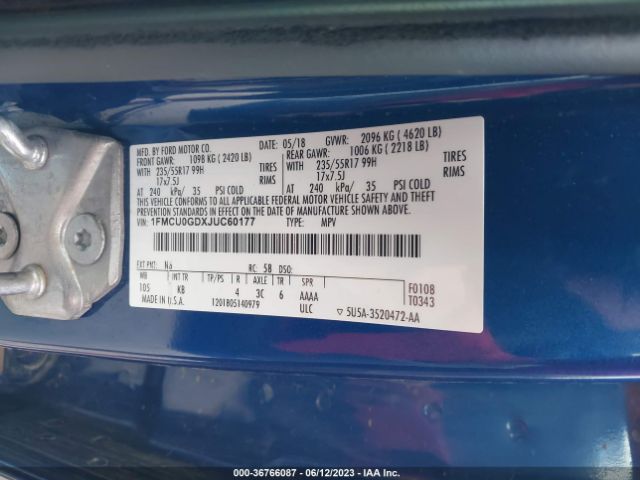 MFD. BY FORD MOTOR CO.
DATE: 05/18 GVWR: 2096 KG ( 4620 LB)
FRONT GAWR: 1098 KG ( 2420 LB)
REAR GAWR: 1006 KG ( 2218 LB)
WITH 235/55R17 99H TIRES
WITH 235/55R17 99H TIRES
17x7.5J RIMS
17x7.5J RIMS
AT 240 kPa/ 35 PSI COLD
AT 240 kPa/ 35 PSI COLD
THIS VEHICLE CONFORMS TO ALL APPLICABLE FEDERAL MOTOR VEHICLE
SAFETY AND THEFT PREVENTION STANDARDS IN EFFECT ON THE DATE OF
MANUFACTURE SHOWN ABOVE.
VIN: 1FMCU0GDXJUC60177 TYPE: MPV
EXT PNT: N6 RC: 58 DSO:
WB INT TR TP/PS R AXLE TR SPR
105 KB 4 3C 6 AAAA
F0108
T0343
MADE IN U.S.A. 1201B05140979 ULC
▽ 5U5A-3520472-AA
000-36766087 - 06/12/2023 - IAA Inc.